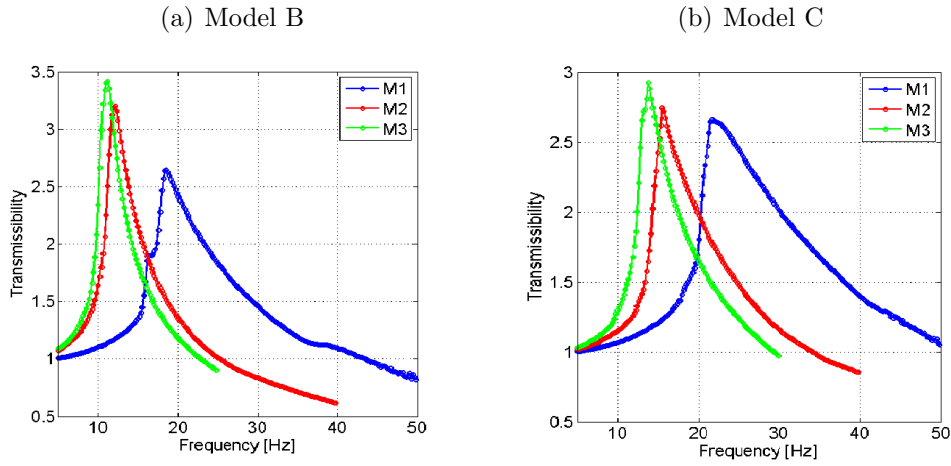 (a) Model B
3.5
3
2.5
2
1.5
1
0.5
Transmissibility
M1
M2
M3
10 20 30 40 50
Frequency [Hz]
(b) Model C
3
2.5
2
1.5
1
0.5
Transmissibility
M1
M2
M3
10 20 30 40 50
Frequency [Hz]